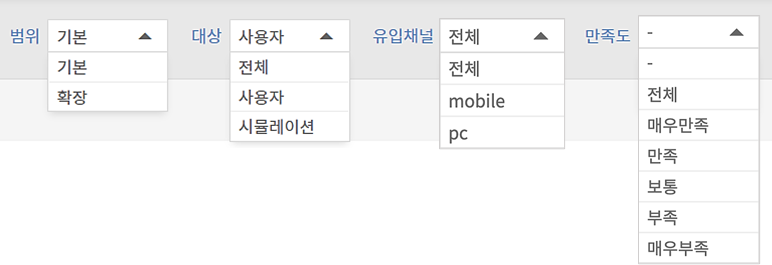 범위 기본 대상 사용자 유입채널 전체 만족도 -
기본
확장
전체
사용자
시뮬레이션
전체
mobile
pc
-
전체
매우만족
만족
보통
부족
매우부족